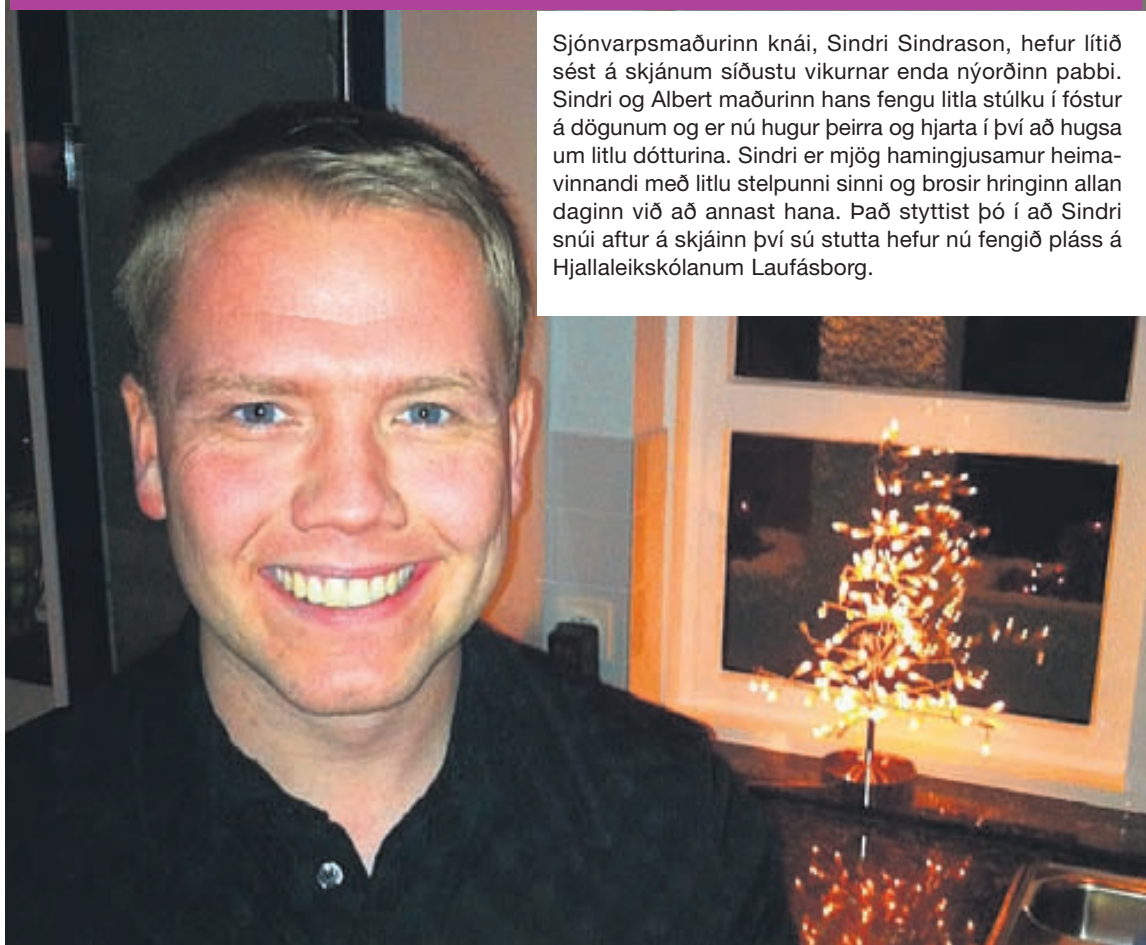 Sjónvarpsmaðurinn knái, Sindri Sindrason, hefur lítið
sést á skjánum síðustu vikurnar enda nýorðinn pabbi.
Sindri og Albert maðurinn hans fengu litla stúlku í fóstur
á dögunum og er nú hugur þeirra og hjarta í því að hugsa
um litlu dótturina. Sindri er mjög hamingjusamur heima-
vinnandi með litlu stelpunni sinni og brosir hringinn allan
daginn við að annast hana. Það styttist þó í að Sindri
snúi aftur á skjáinn því sú stutta hefur nú fengið pláss á
Hjallaleikskólanum Laufásborg.